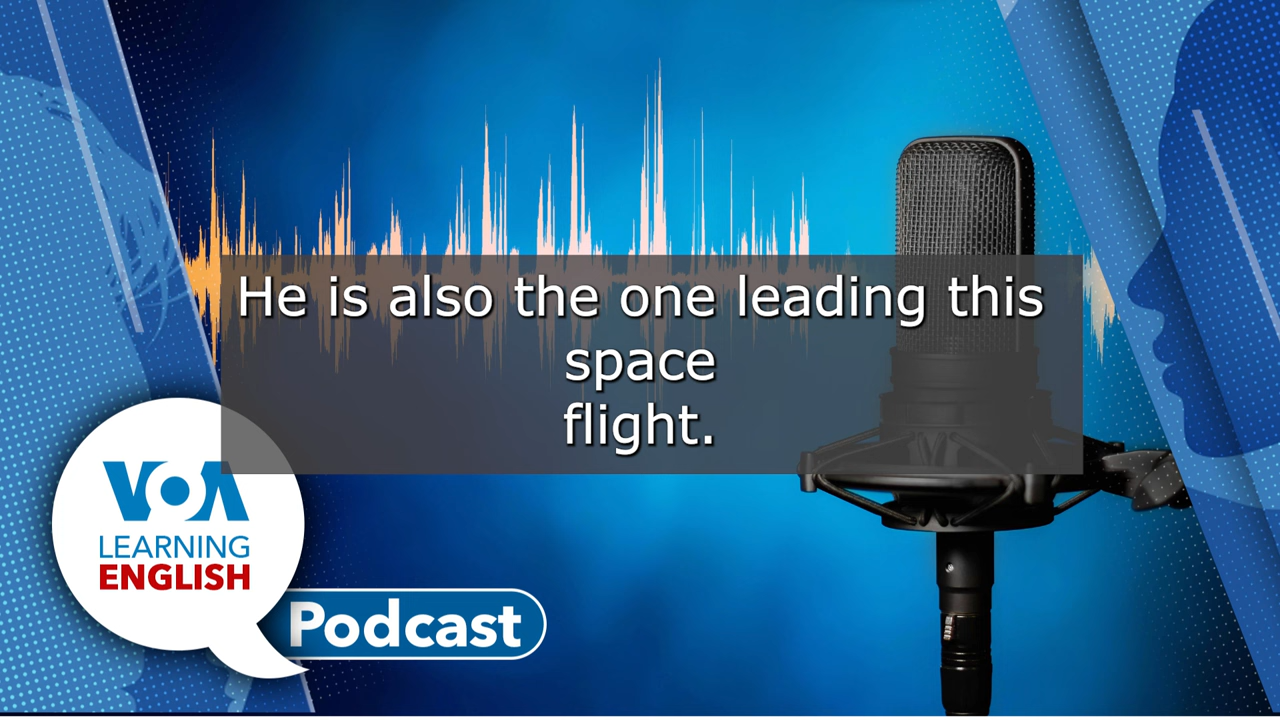 He is also the one leading this
space
flight.
VOA
LEARNING
ENGLISH
Podcast